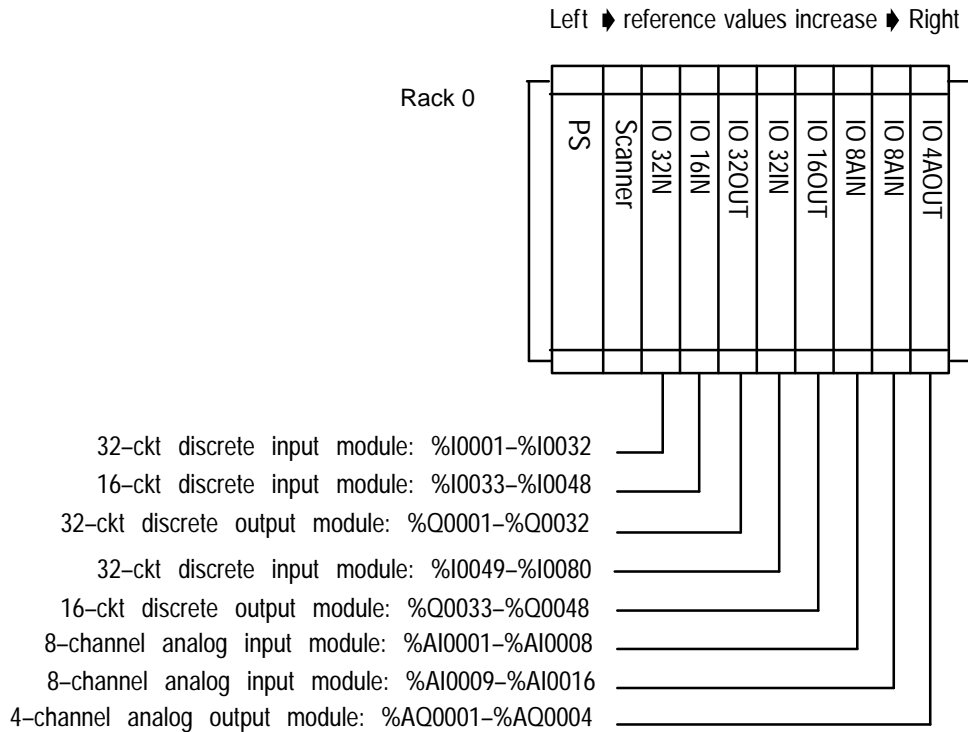 Left ➧ reference values increase ➧ Right
Rack 0
PS
Scanner
IO 32IN
IO 16IN
IO 32OUT
IO 32IN
IO 16OUT
IO 8AIN
IO 8AIN
IO 4AOUT
32–ckt discrete input module: %I0001–%I0032
16–ckt discrete input module: %I0033–%I0048
32–ckt discrete output module: %Q0001–%Q0032
32–ckt discrete input module: %I0049–%I0080
16–ckt discrete output module: %Q0033–%Q0048
8–channel analog input module: %AI0001–%AI0008
8–channel analog input module: %AI0009–%AI0016
4–channel analog output module: %AQ0001–%AQ0004